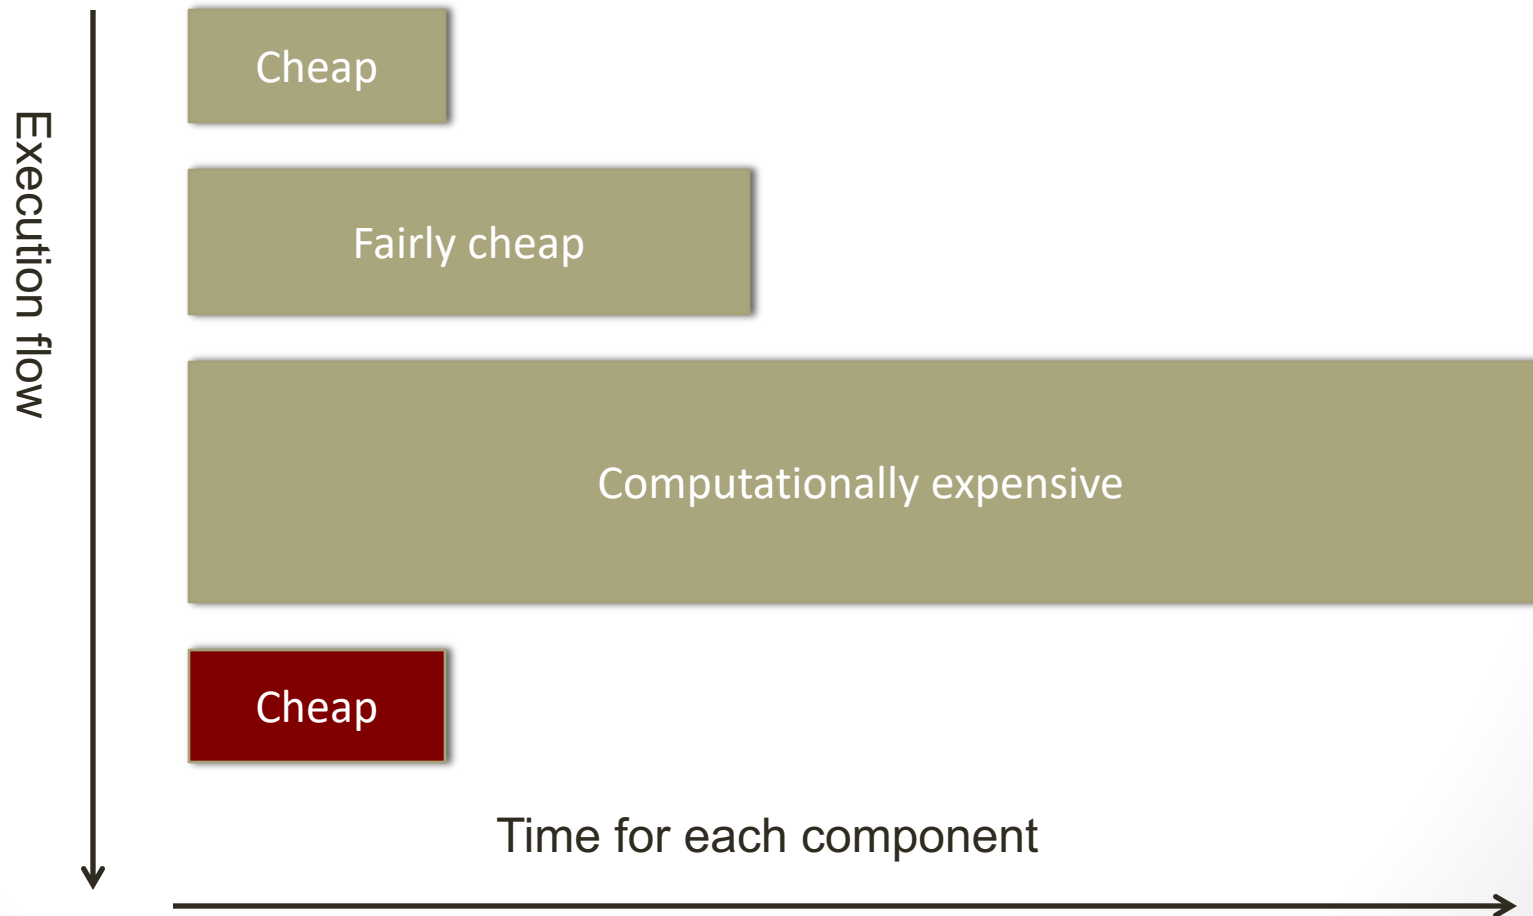 Execution flow
Cheap
Fairly cheap
Computationally expensive
Cheap
Time for each component